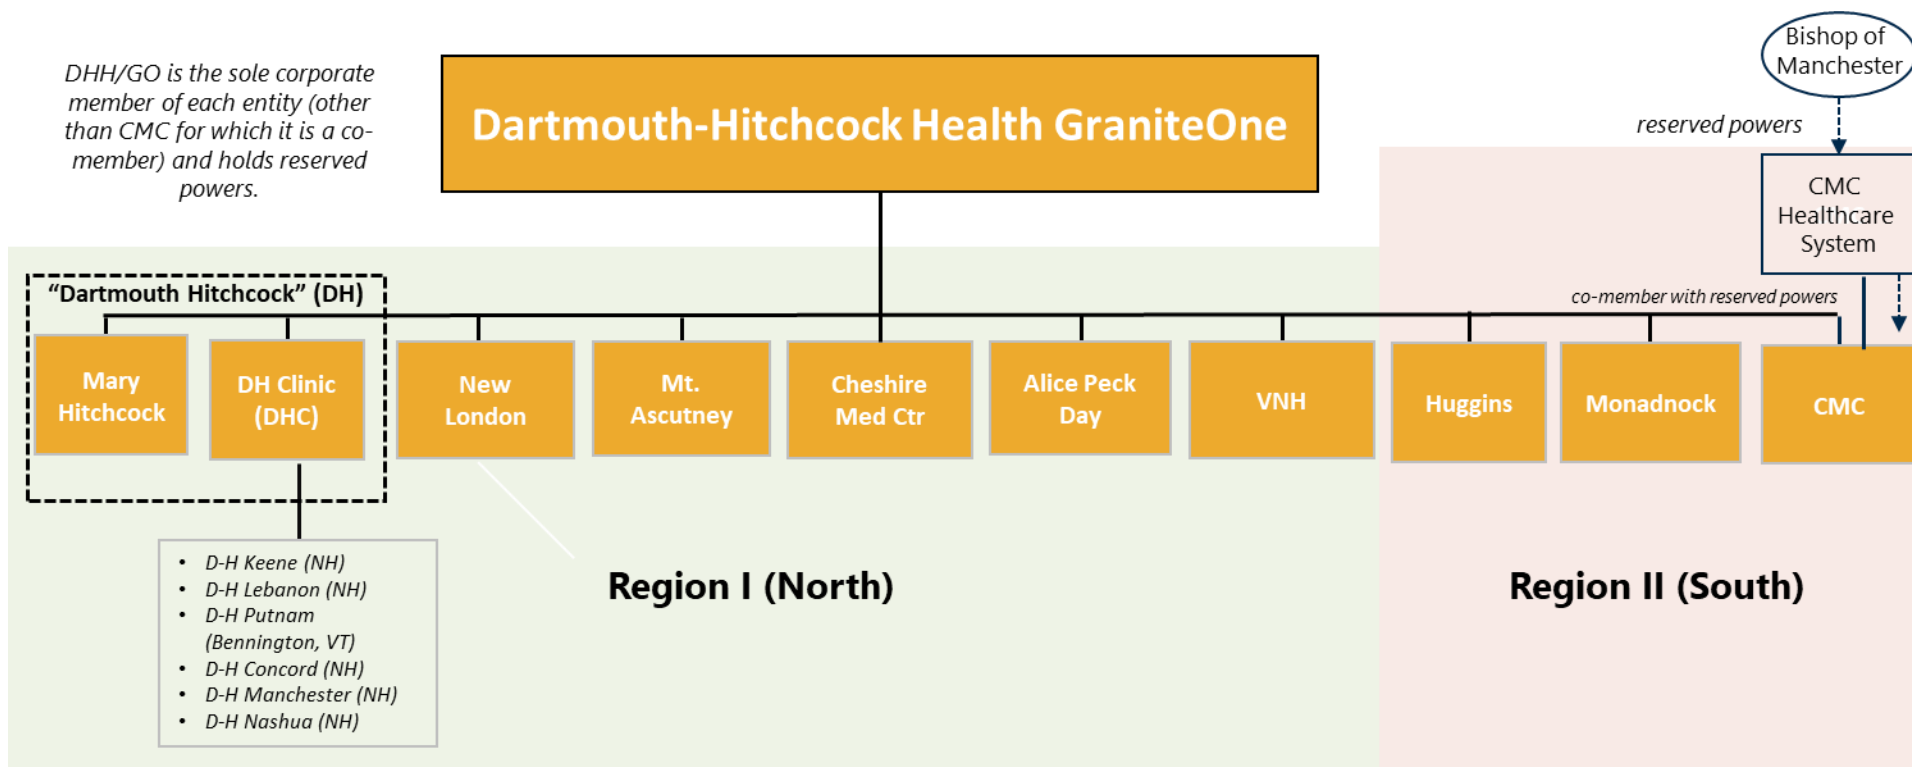 DHH/GO is the sole corporate
member of each entity (other
than CMC for which it is a co-
member) and holds reserved
powers.
Dartmouth-Hitchcock Health GraniteOne
Bishop of
Manchester
reserved powers
CMC
Healthcare
System
"Dartmouth Hitchcock" (DH)
co-member with reserved powers
Mary
Hitchcock
DH Clinic
(DHC)
New
London
Mt.
Ascutney
Cheshire
Med Ctr
Alice Peck
Day
VNH
Huggins
Monadnock
CMC
• D-H Keene (NH)
• D-H Lebanon (NH)
• D-H Putnam
(Bennington, VT)
• D-H Concord (NH)
• D-H Manchester (NH)
• D-H Nashua (NH)
Region I (North)
Region II (South)